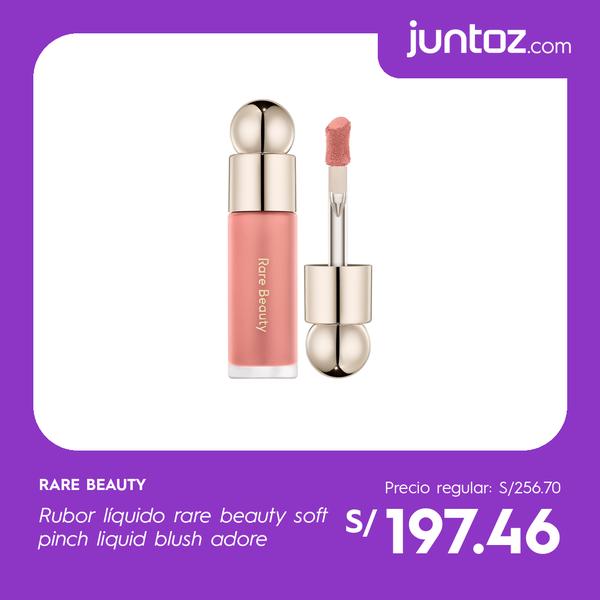 juntoz.com
Rare Beauty
RARE BEAUTY
Rubor líquido rare beauty soft
pinch liquid blush adore
Precio regular: S/256.70
S/197.46